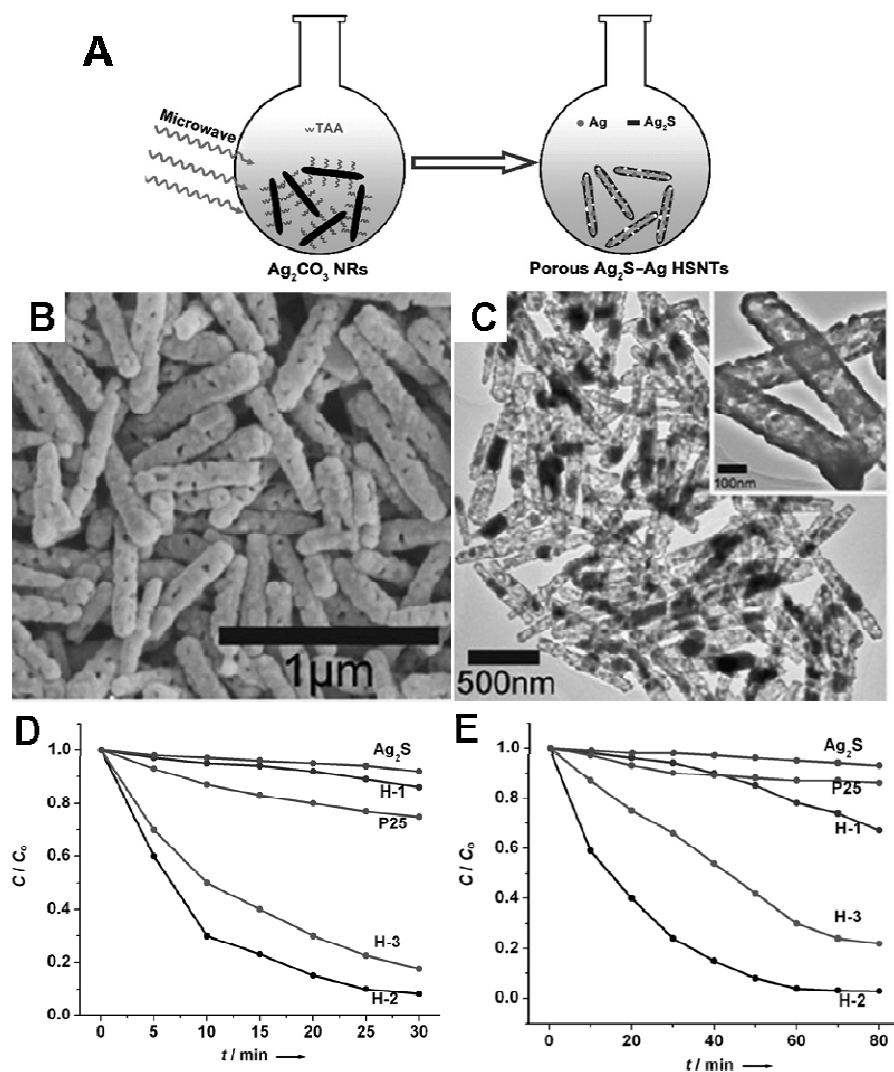 A
Microwave
~TAA
Ag₂CO₃ NRs
Ag
Ag₂S
Porous Ag₂S–Ag HSNTs
B
1μm
C
100nm
500nm
D
1.0
0.8
0.6
0.4
0.2
0.0
C / C₀
Ag₂S
H-1
P25
H-3
H-2
0 5 10 15 20 25 30
t / min
E
1.0
0.8
0.6
0.4
0.2
0.0
C / C₀
Ag₂S
P25
H-1
H-3
H-2
0 20 40 60 80
t / min